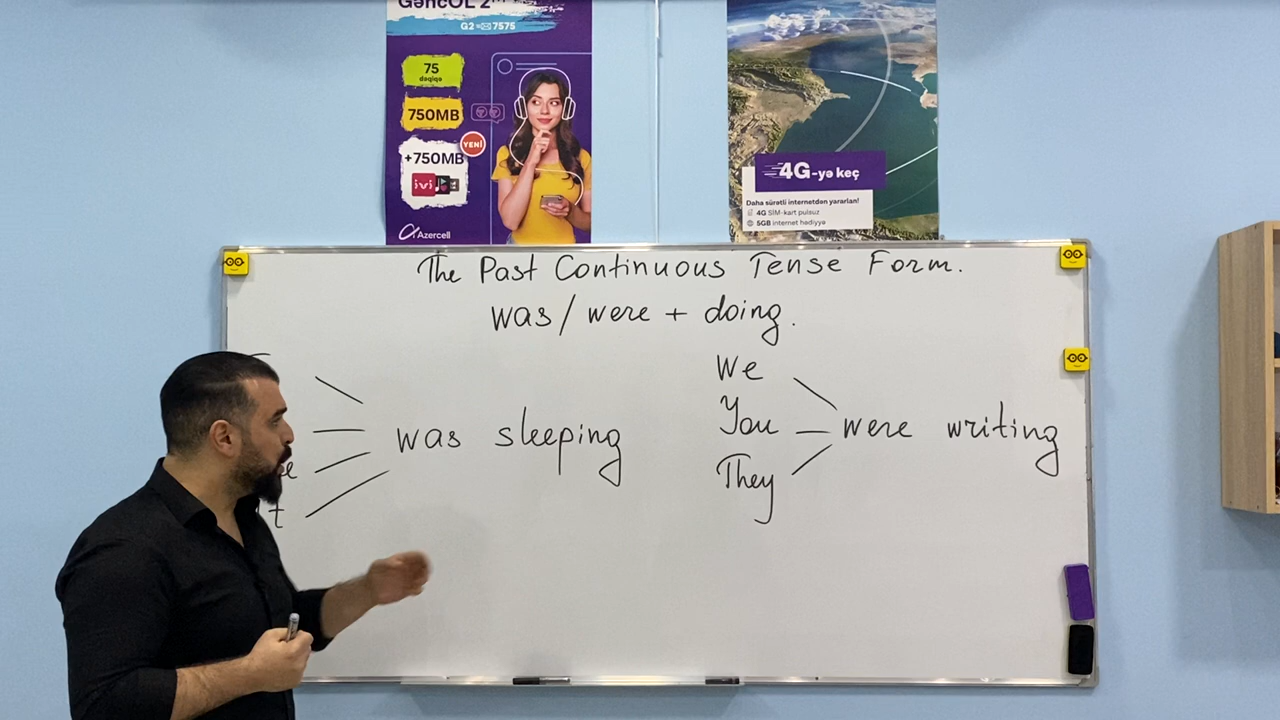 GəncOL 2
G2 = 7575
75
dəqiqə
750MB
YENİ
+750MB
ivi
Azercell
4G-yə keç
Daha sürətli internetdən yararlan!
4G SİM-kart pulsuz
5GB internet hədiyyə
The Past Continuous Tense Form.
was / were + doing.
was sleeping
We
You
They
were writing